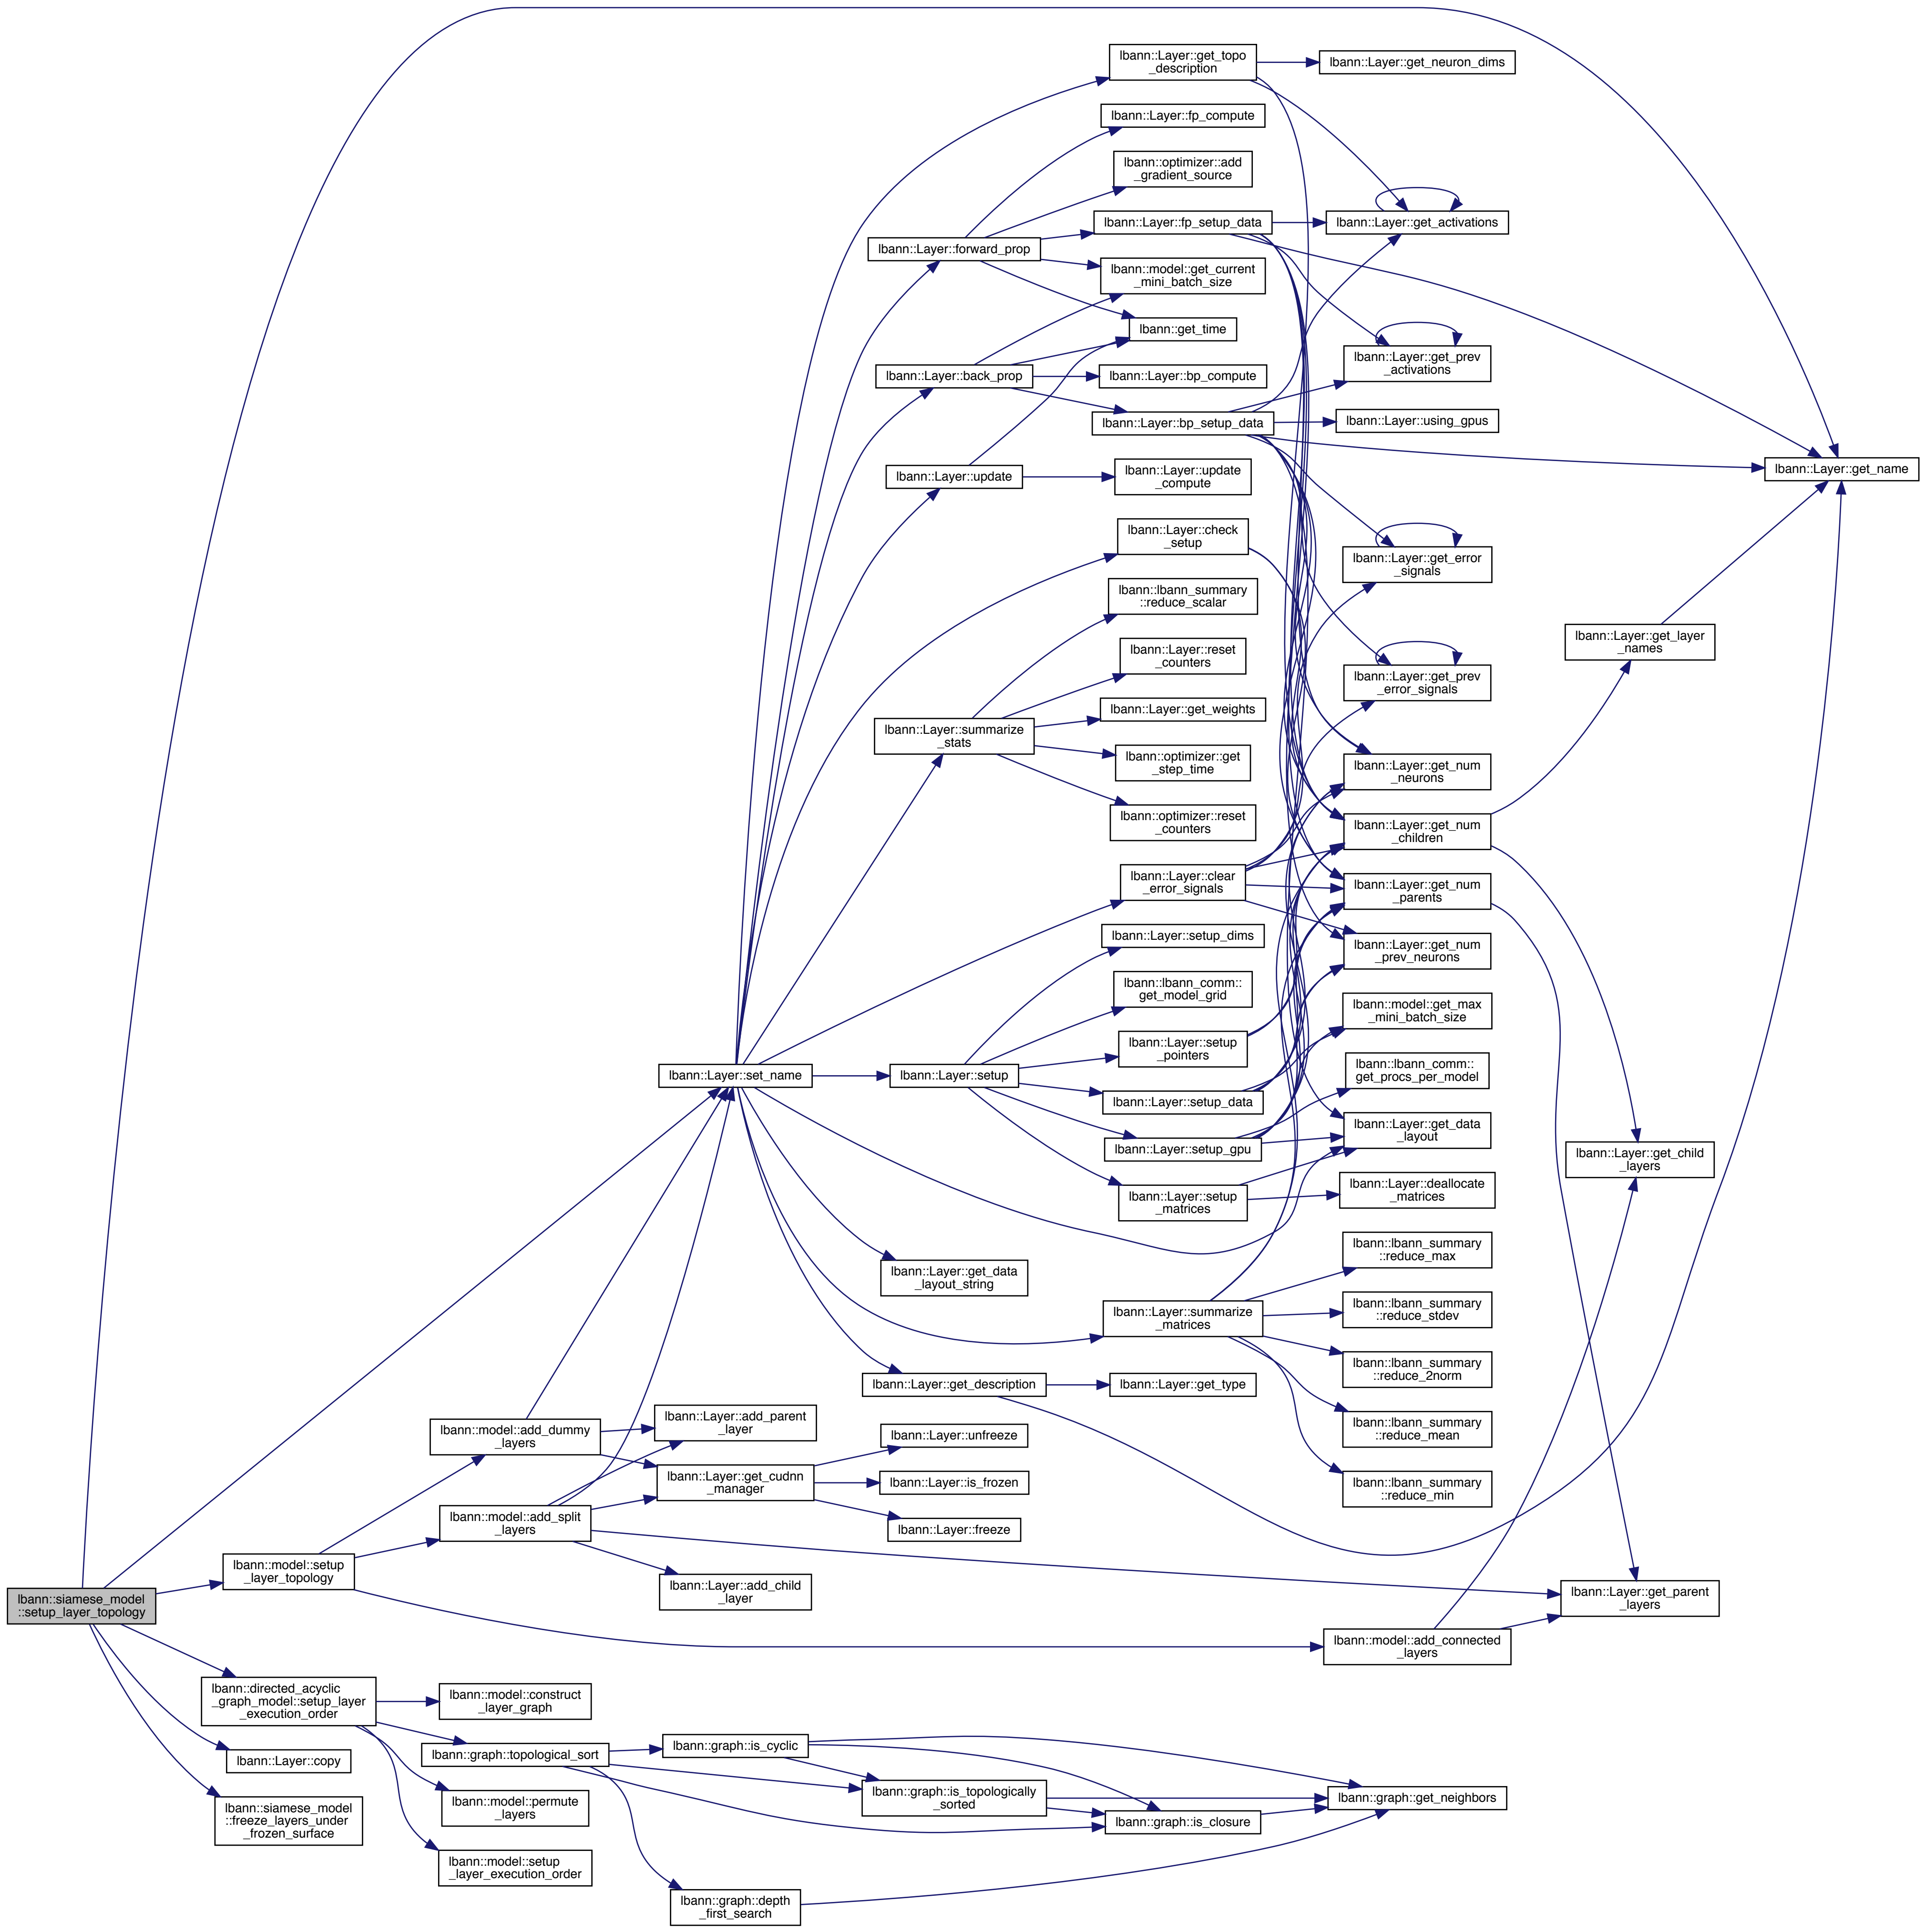 lbann::siamese_model
::setup_layer_topology
lbann::model::setup
_layer_topology
lbann::directed_acyclic
_graph_model::setup_layer
_execution_order
lbann::Layer::copy
lbann::siamese_model
::freeze_layers_under
_frozen_surface
lbann::model::add_dummy
_layers
lbann::model::add_split
_layers
lbann::model::construct
_layer_graph
lbann::graph::topological_sort
lbann::model::permute
_layers
lbann::model::setup
_layer_execution_order
lbann::Layer::set_name
lbann::Layer::add_parent
_layer
lbann::Layer::get_cudnn
_manager
lbann::Layer::add_child
_layer
lbann::graph::is_cyclic
lbann::graph::depth
_first_search
lbann::Layer::forward_prop
lbann::Layer::back_prop
lbann::Layer::update
lbann::Layer::summarize
_stats
lbann::Layer::setup
lbann::Layer::get_data
_layout_string
lbann::Layer::get_description
lbann::Layer::unfreeze
lbann::Layer::is_frozen
lbann::Layer::freeze
lbann::graph::is_topologically
_sorted
lbann::Layer::get_topo
_description
lbann::Layer::fp_compute
lbann::optimizer::add
_gradient_source
lbann::Layer::fp_setup_data
lbann::model::get_current
_mini_batch_size
lbann::get_time
lbann::Layer::bp_compute
lbann::Layer::bp_setup_data
lbann::Layer::update
_compute
lbann::Layer::check
_setup
lbann::lbann_summary
::reduce_scalar
lbann::Layer::reset
_counters
lbann::Layer::get_weights
lbann::optimizer::get
_step_time
lbann::optimizer::reset
_counters
lbann::Layer::clear
_error_signals
lbann::Layer::setup_dims
lbann::lbann_comm::
get_model_grid
lbann::Layer::setup
_pointers
lbann::Layer::setup_data
lbann::Layer::setup_gpu
lbann::Layer::setup
_matrices
lbann::Layer::summarize
_matrices
lbann::Layer::get_type
lbann::graph::is_closure
lbann::Layer::get_neuron_dims
lbann::Layer::get_activations
lbann::Layer::get_prev
_activations
lbann::Layer::using_gpus
lbann::Layer::get_error
_signals
lbann::Layer::get_prev
_error_signals
lbann::Layer::get_num
_neurons
lbann::Layer::get_num
_children
lbann::Layer::get_num
_parents
lbann::Layer::get_num
_prev_neurons
lbann::model::get_max
_mini_batch_size
lbann::lbann_comm::
get_procs_per_model
lbann::Layer::get_data
_layout
lbann::Layer::deallocate
_matrices
lbann::lbann_summary
::reduce_max
lbann::lbann_summary
::reduce_stdev
lbann::lbann_summary
::reduce_2norm
lbann::lbann_summary
::reduce_mean
lbann::lbann_summary
::reduce_min
lbann::model::add_connected
_layers
lbann::graph::get_neighbors
lbann::Layer::get_layer
_names
lbann::Layer::get_child
_layers
lbann::Layer::get_parent
_layers
lbann::Layer::get_name